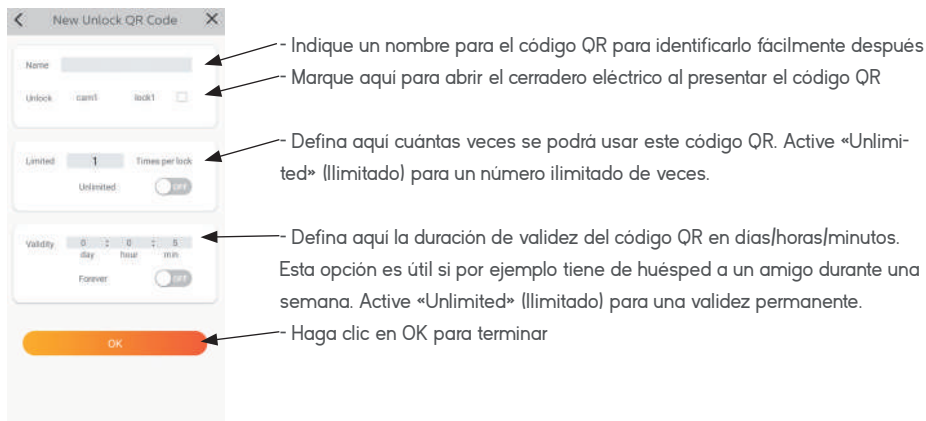 New Unlock QR Code
Name
Unlock cam1 lock1
Limited 1 Times per lock
Unlimited OFF
Validity 0 : 0 : 5
day hour min
Forever OFF
OK
- Indique un nombre para el código QR para identificarlo fácilmente después
- Marque aquí para abrir el cerradero eléctrico al presentar el código QR
- Defina aquí cuántas veces se podrá usar este código QR. Active «Unlimi-
ted» (Ilimitado) para un número ilimitado de veces.
- Defina aquí la duración de validez del código QR en días/horas/minutos.
Esta opción es útil si por ejemplo tiene de huésped a un amigo durante una
semana. Active «Unlimited» (Ilimitado) para una validez permanente.
- Haga clic en OK para terminar